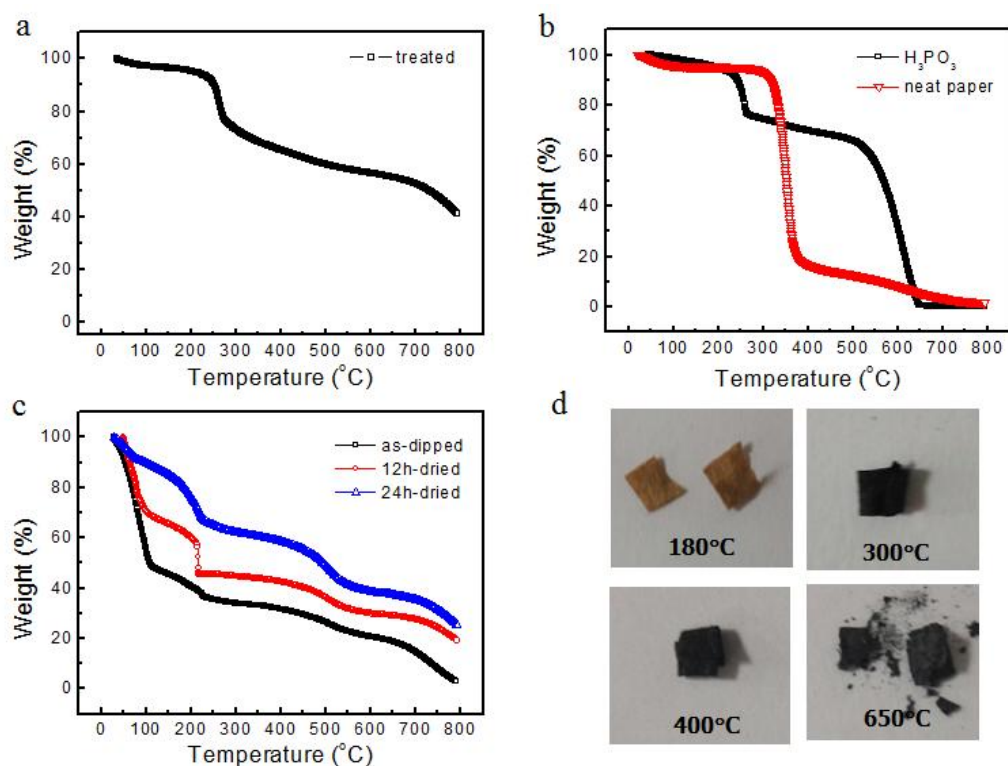 a
treated
Weight (%)
100
80
60
40
20
0
0 100 200 300 400 500 600 700 800
Temperature (°C)
b
H₃PO₃
neat paper
Weight (%)
100
80
60
40
20
0
0 100 200 300 400 500 600 700 800
Temperature (°C)
c
as-dipped
12h-dried
24h-dried
Weight (%)
100
80
60
40
20
0
0 100 200 300 400 500 600 700 800
Temperature (°C)
d
180°C
300°C
400°C
650°C